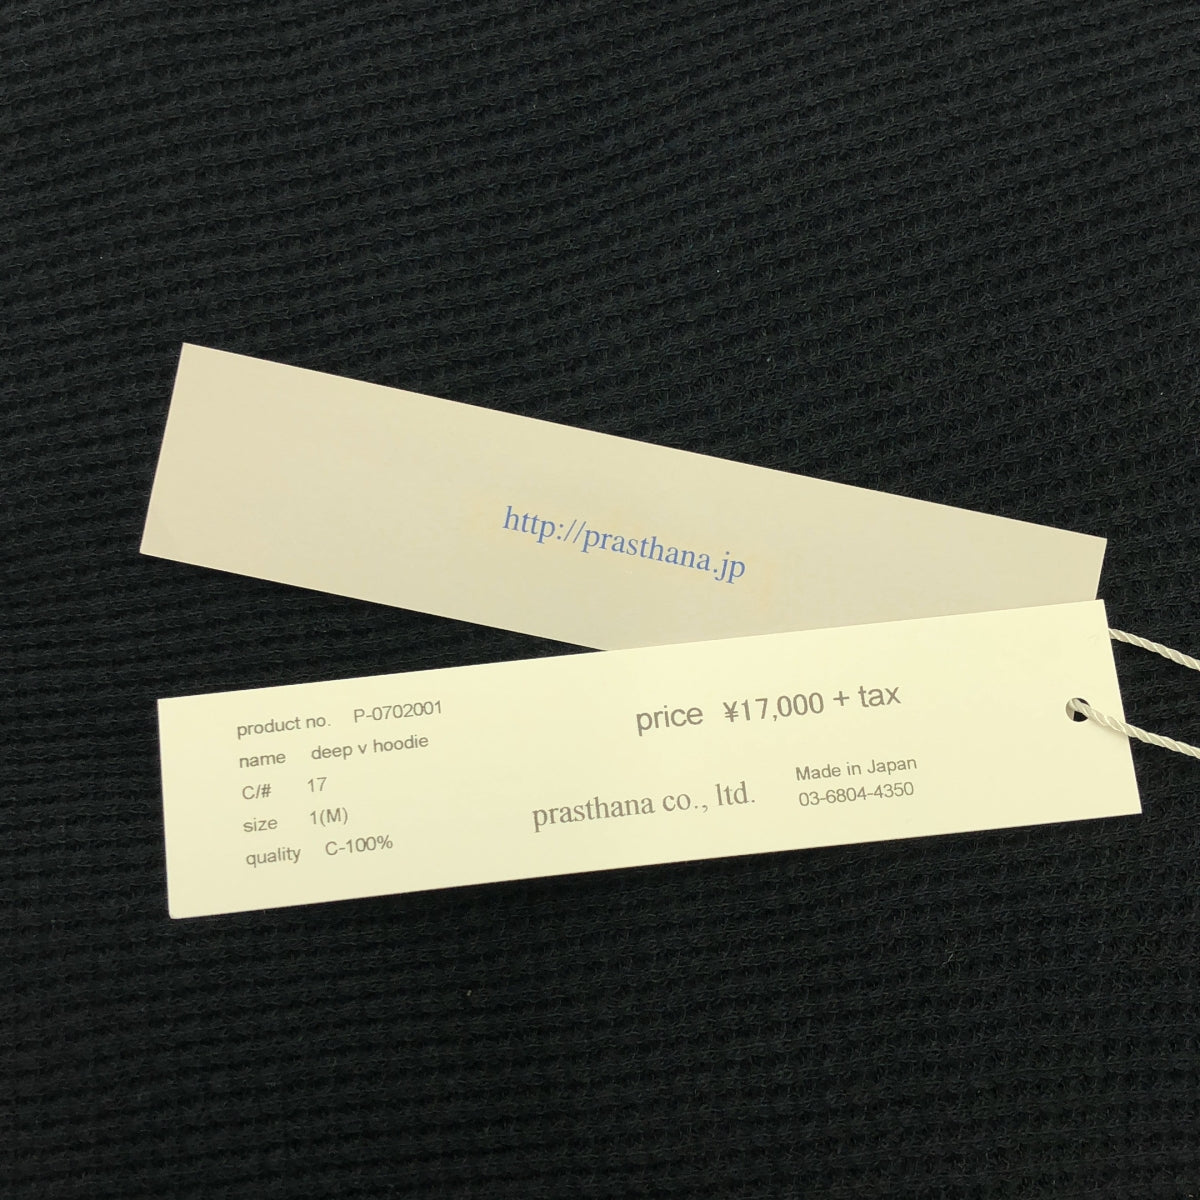 http://prasthana.jp
product no. P-0702001
name deep v hoodie
C/# 17
size 1(M)
quality C-100%
price ¥17,000 + tax
prasthana co., ltd.
Made in Japan
03-6804-4350